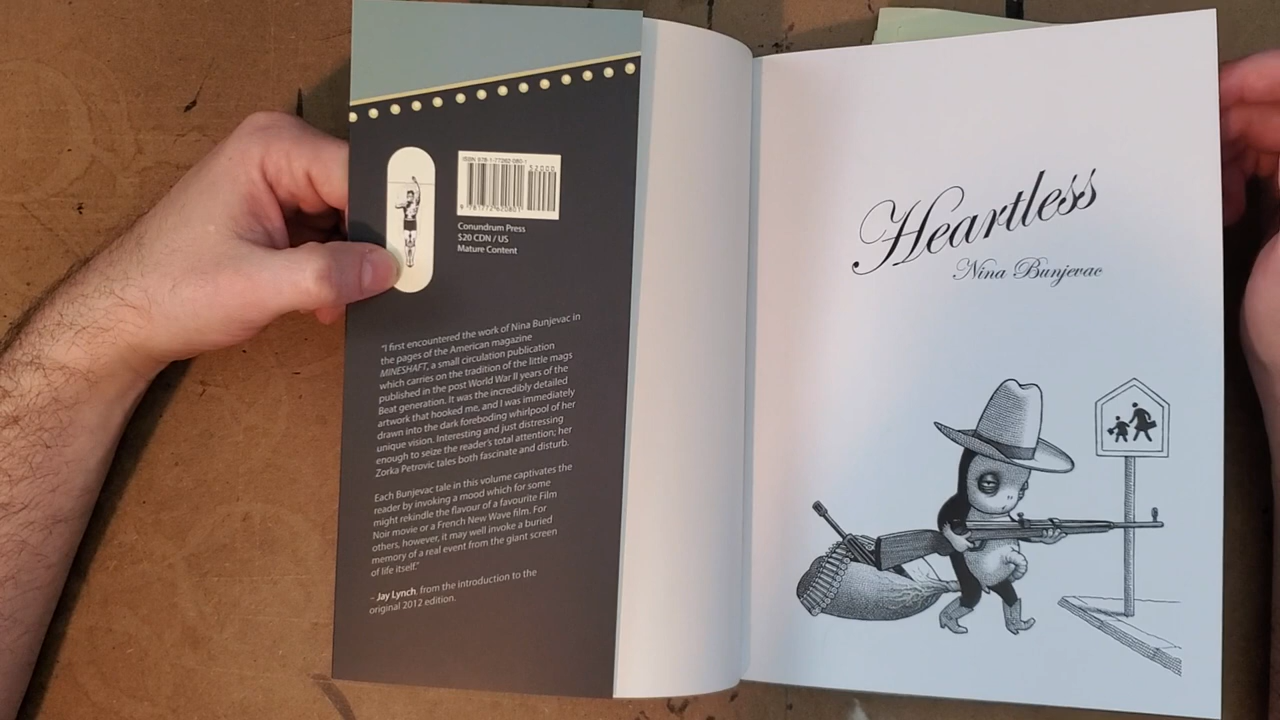 ISBN 978-1-77262-080-1
52000
9 781772 620801
Conundrum Press
$20 CDN / US
Mature Content
"I first encountered the work of Nina Bunjevac in
the pages of the American magazine
MINESHAFT, a small circulation publication
which carries on the tradition of the little mags
published in the post World War II years of the
Beat generation. It was the incredibly detailed
artwork that hooked me, and I was immediately
drawn into the dark foreboding whirlpool of her
unique vision. Interesting and just distressing
enough to seize the reader's total attention; her
Zorka Petrovic tales both fascinate and disturb.
Each Bunjevac tale in this volume captivates the
reader by invoking a mood which for some
might rekindle the flavour of a favourite Film
Noir movie or a French New Wave film. For
others, however, it may well invoke a buried
memory of a real event from the giant screen
of life itself."
– Jay Lynch, from the introduction to the
original 2012 edition.
Heartless
Nina Bunjevac